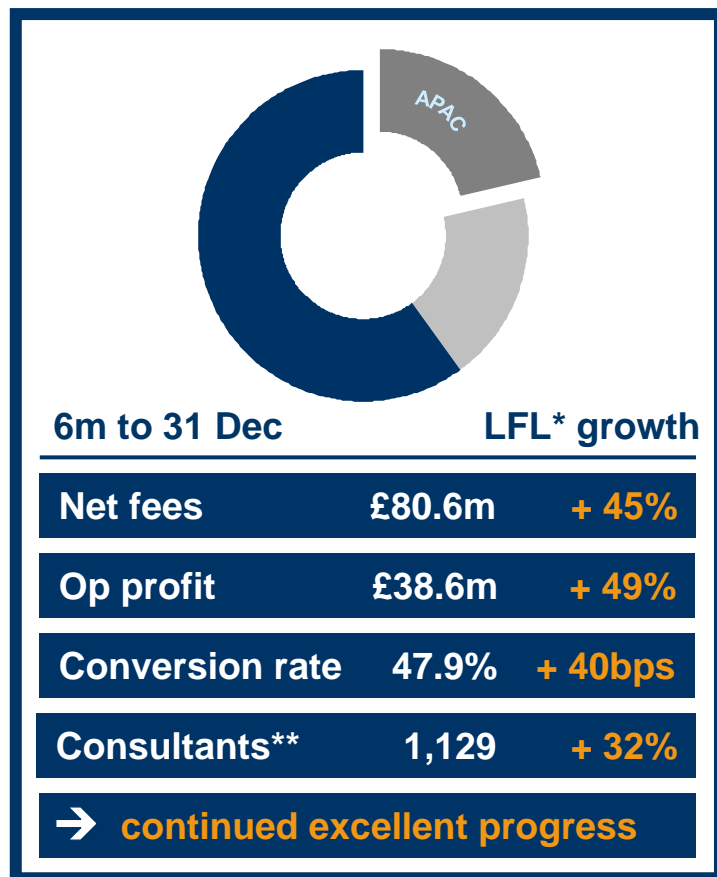 APAC
6m to 31 Dec LFL* growth
Net fees £80.6m + 45%
Op profit £38.6m + 49%
Conversion rate 47.9% + 40bps
Consultants** 1,129 + 32%
→ continued excellent progress